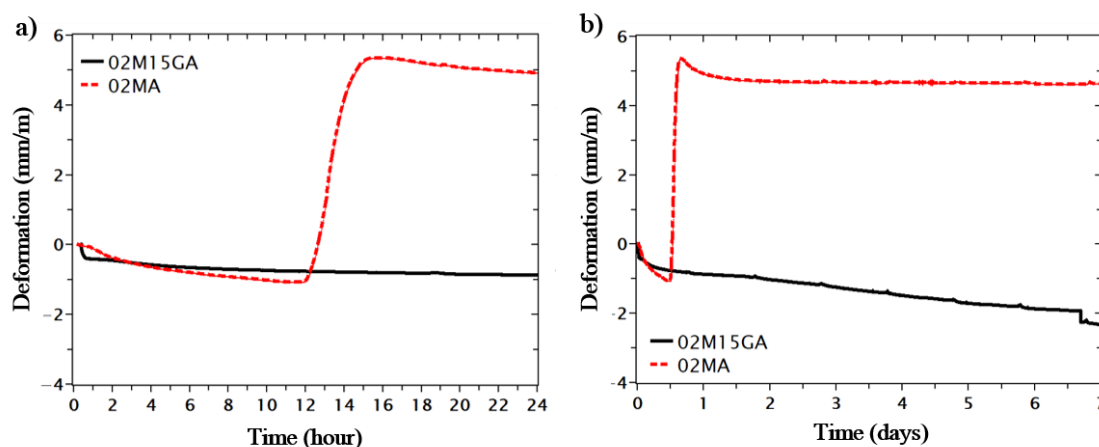 a)
6
4
2
0
−2
−4
02M15GA
02MA
0 2 4 6 8 10 12 14 16 18 20 22 24
Deformation (mm/m)
Time (hour)
b)
6
4
2
0
-2
-4
02M15GA
02MA
0 1 2 3 4 5 6 7
Deformation (mm/m)
Time (days)